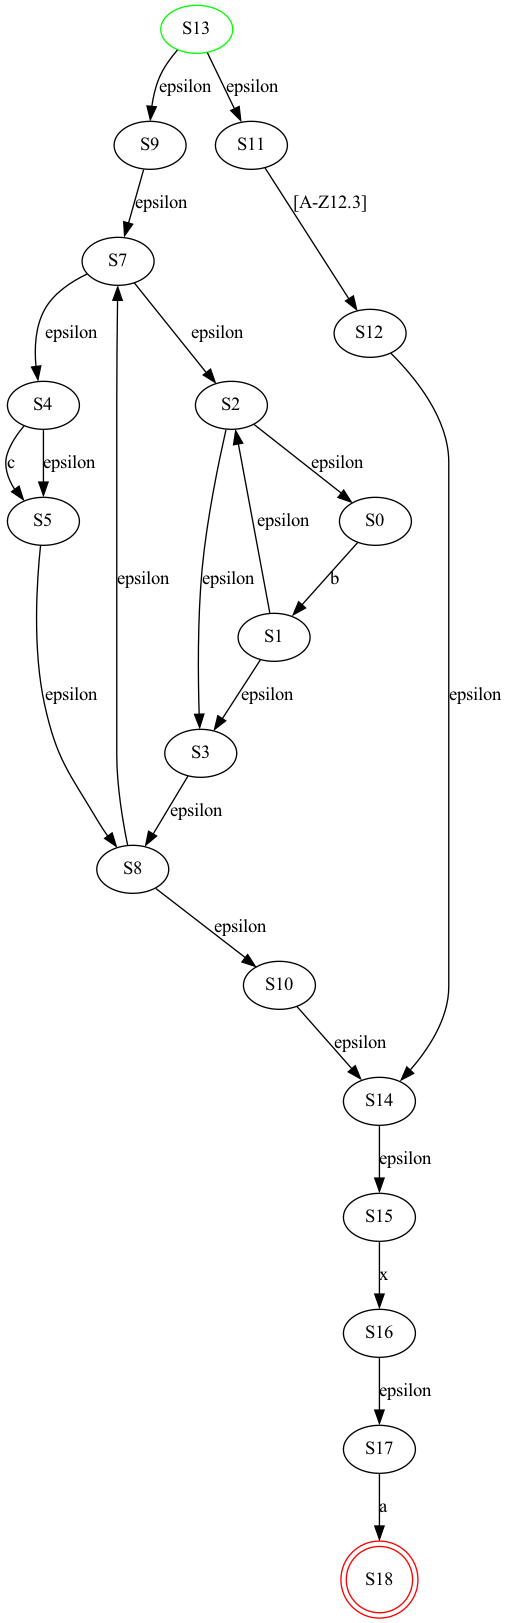 S13
epsilon epsilon
S9 S11
epsilon [A-Z12.3]
S7
epsilon epsilon S12
S4 S2
c epsilon epsilon
S5 S0
epsilon epsilon epsilon b
S1
epsilon epsilon epsilon
S3
epsilon
S8
epsilon
S10
epsilon
S14
epsilon
S15
x
S16
epsilon
S17
a
S18